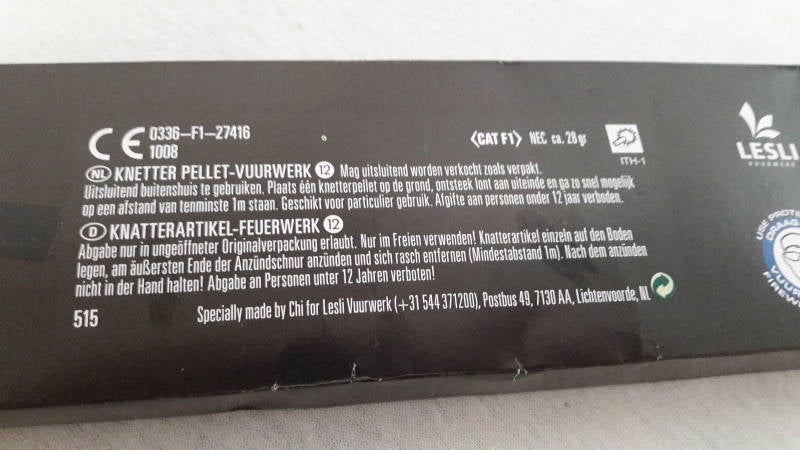 CE 0336-F1-27416
1008
<CAT F1> NEC ca. 28 gr
ITH-1
LESLI
VUURWERK
NL KNETTER PELLET-VUURWERK 12 Mag uitsluitend worden verkocht zoals verpakt.
Uitsluitend buitenshuis te gebruiken. Plaats één knetterpellet op de grond, ontsteek lont aan uiteinde en ga zo snel mogelijk
op een afstand van tenminste 1m staan. Geschikt voor particulier gebruik. Afgifte aan personen onder 12 jaar verboden.
D KNATTERARTIKEL-FEUERWERK 12
Abgabe nur in ungeöffneter Originalverpackung erlaubt. Nur im Freien verwenden! Knatterartikel einzeln auf den Boden
legen, am äußersten Ende der Anzündschnur anzünden und sich rasch entfernen (Mindestabstand 1m). Nach dem anzünden
nicht in der Hand halten! Abgabe an Personen unter 12 Jahren verboten!
515
Specially made by Chi for Lesli Vuurwerk (+31 544 371200), Postbus 49, 7130 AA, Lichtenvoorde, NL
USE
DRAAG